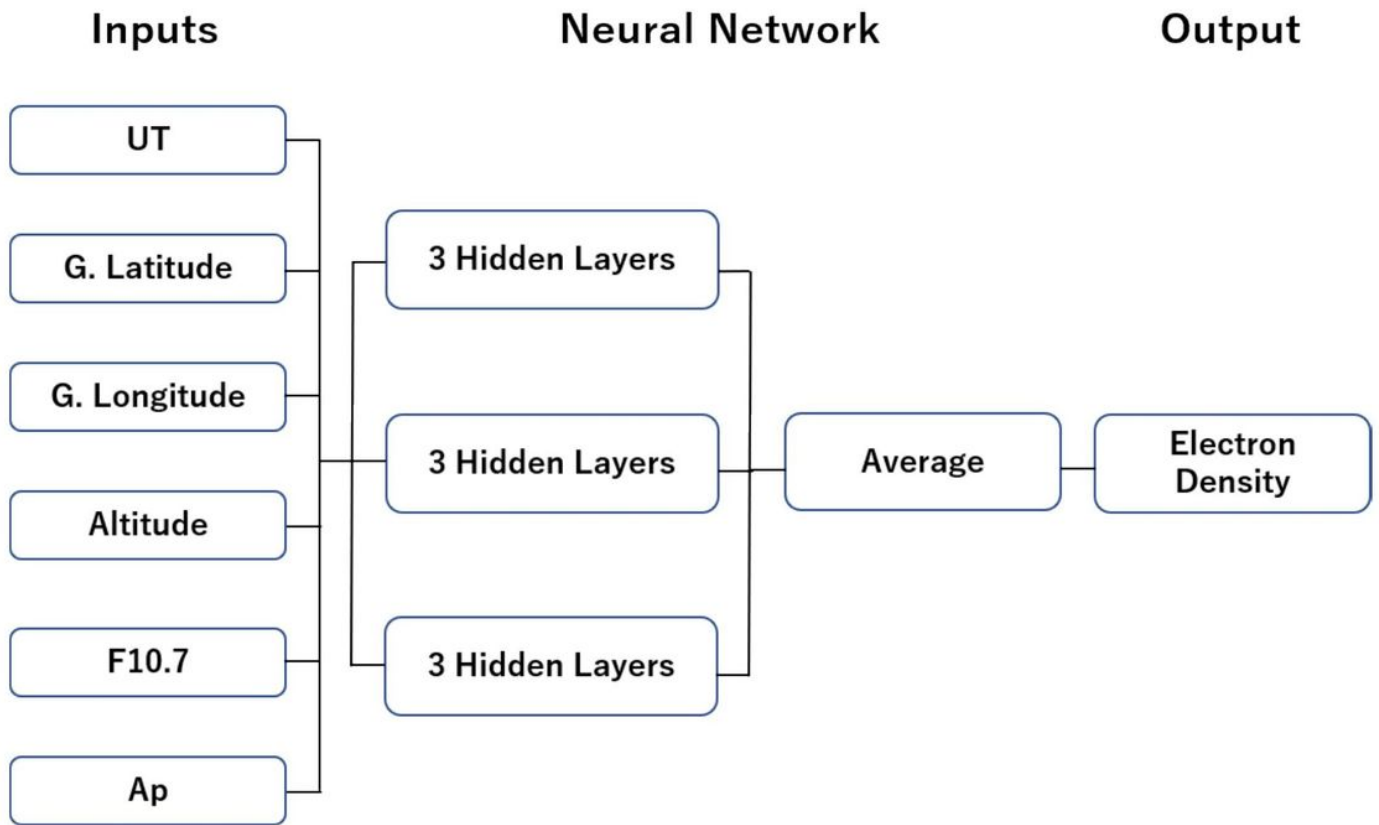 Inputs
Neural Network
Output
UT
G. Latitude
G. Longitude
Altitude
F10.7
Ap
3 Hidden Layers
3 Hidden Layers
3 Hidden Layers
Average
Electron
Density